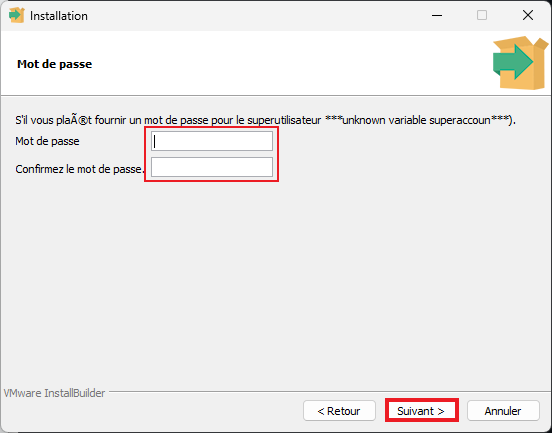 Installation
Mot de passe
S'il vous plaÃ®t fournir un mot de passe pour le superutilisateur ***unknown variable superaccoun***).
Mot de passe
Confirmez le mot de passe.
VMware InstallBuilder
< Retour
Suivant >
Annuler